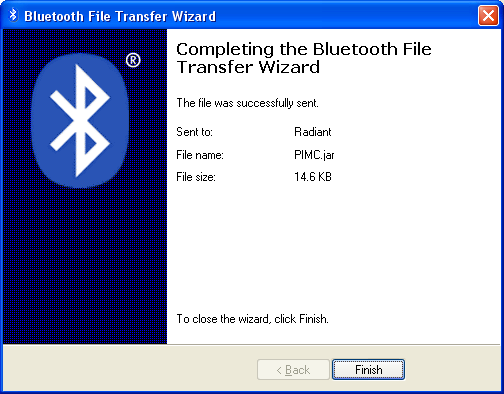 Bluetooth File Transfer Wizard
®
Completing the Bluetooth File
Transfer Wizard
The file was successfully sent.
Sent to: Radiant
File name: PIMC.jar
File size: 14.6 KB
To close the wizard, click Finish.
< Back Finish